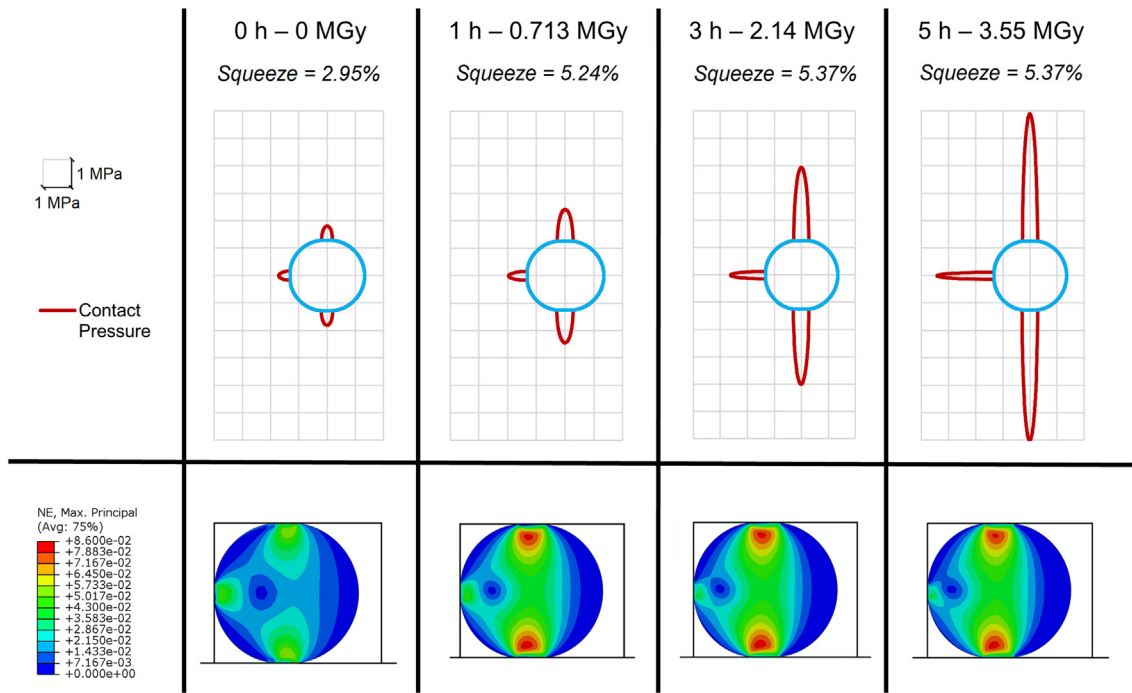 0 h – 0 MGy
1 h – 0.713 MGy
3 h – 2.14 MGy
5 h – 3.55 MGy
Squeeze = 2.95%
Squeeze = 5.24%
Squeeze = 5.37%
Squeeze = 5.37%
1 MPa
1 MPa
Contact
Pressure
NE, Max. Principal
(Avg: 75%)
+8.600e-02
+7.883e-02
+7.167e-02
+6.450e-02
+5.733e-02
+5.017e-02
+4.300e-02
+3.583e-02
+2.867e-02
+2.150e-02
+1.433e-02
+7.167e-03
+0.000e+00